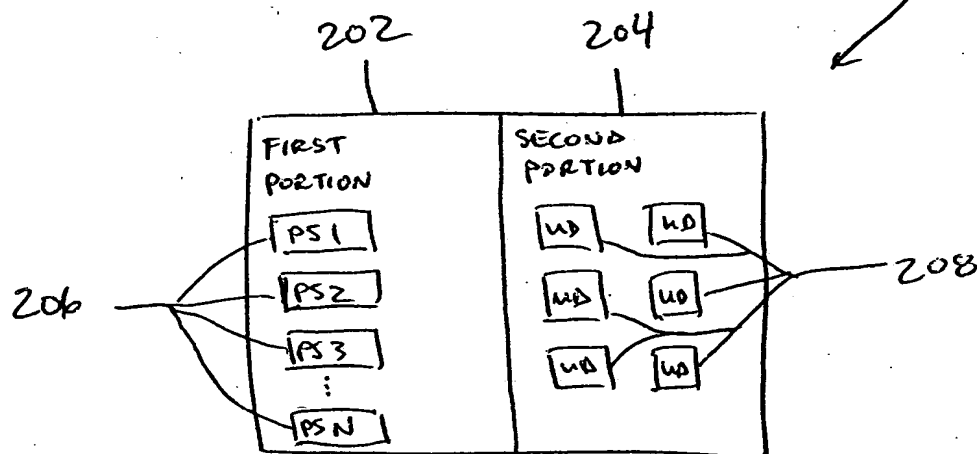 202 204
FIRST
PORTION
SECOND
PORTION
PS1
UD UD
PS2
UD UD
206
208
PS3
⋮
UD UD
PSN